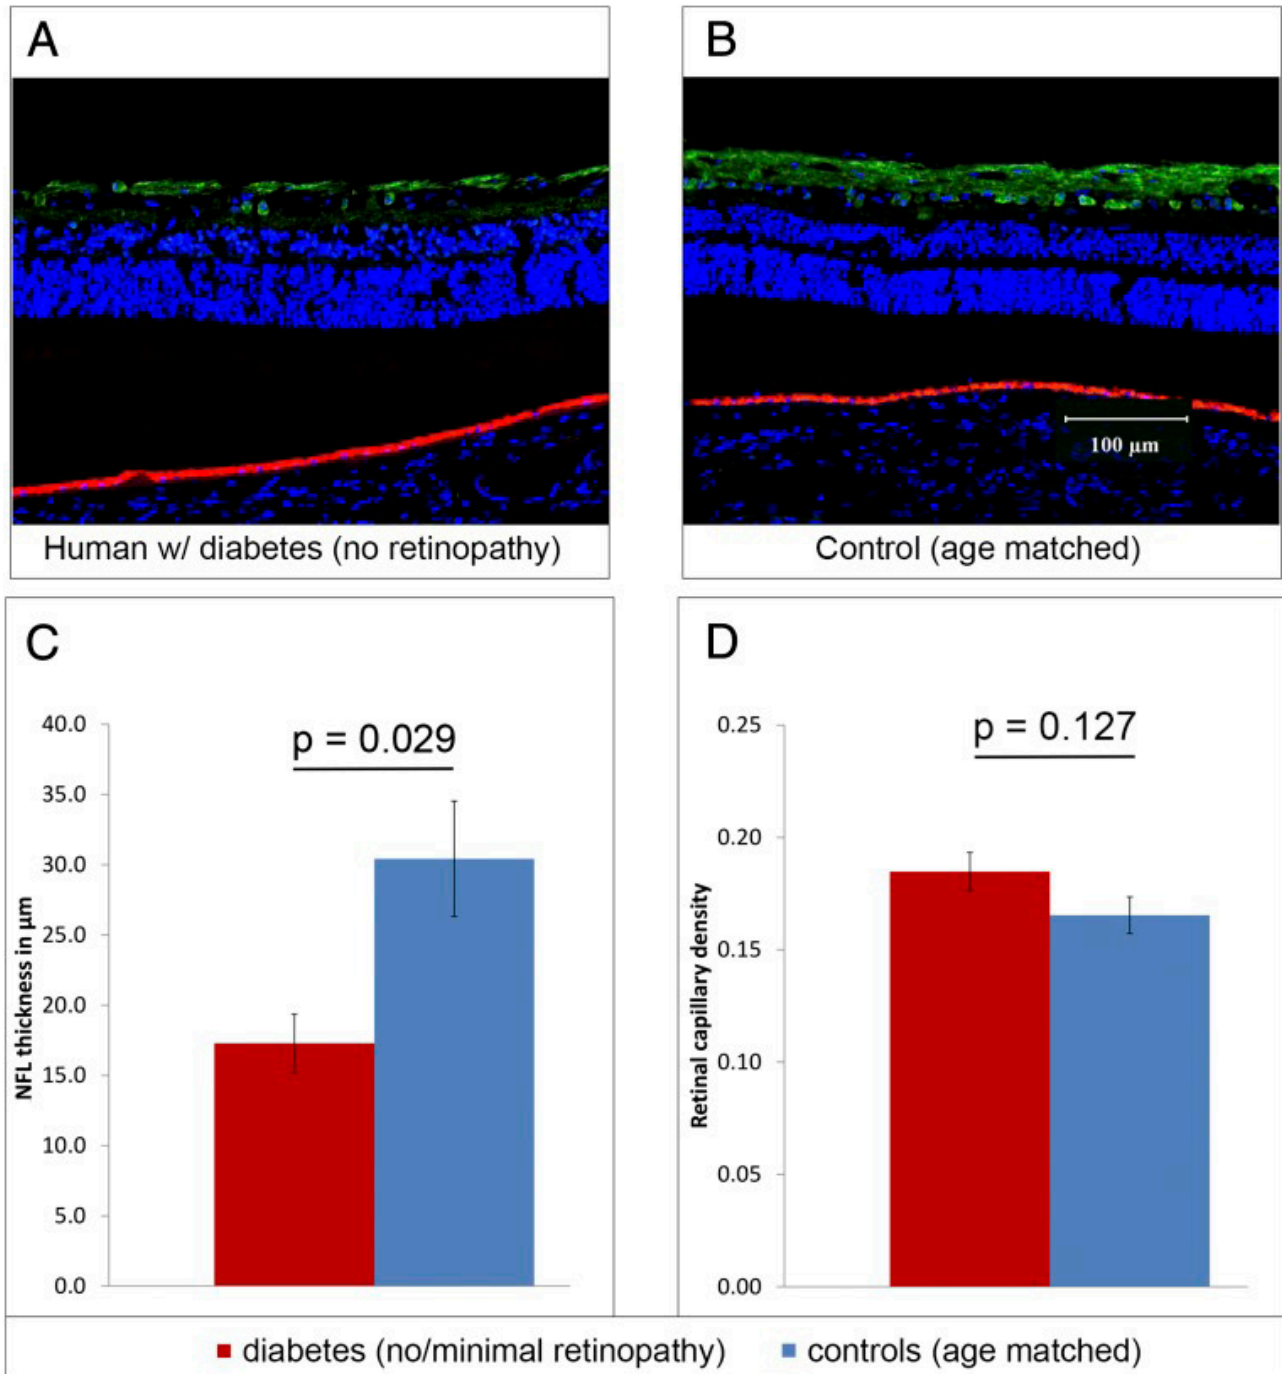 A
B
100 µm
Human w/ diabetes (no retinopathy)
Control (age matched)
C
D
p = 0.029
p = 0.127
NFL thickness in µm
40.0
35.0
30.0
25.0
20.0
15.0
10.0
5.0
0.0
Retinal capillary density
0.25
0.20
0.15
0.10
0.05
0.00
diabetes (no/minimal retinopathy)
controls (age matched)